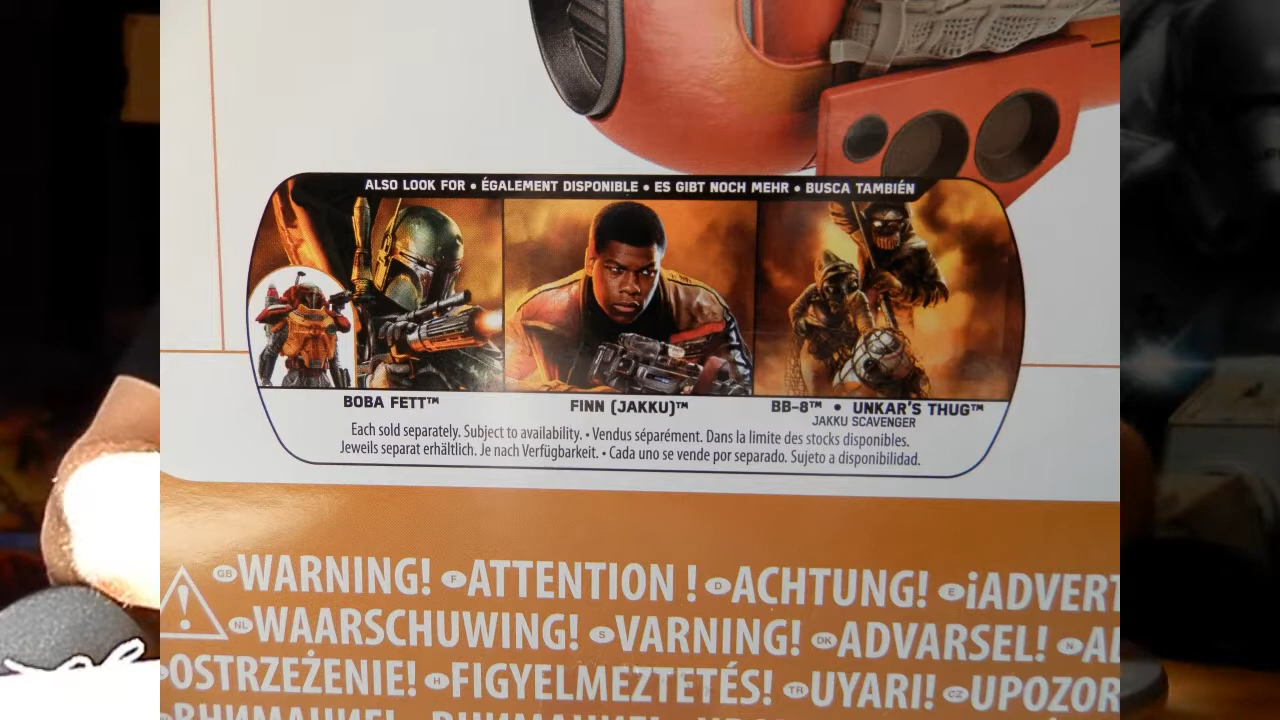 ALSO LOOK FOR • ÉGALEMENT DISPONIBLE • ES GIBT NOCH MEHR • BUSCA TAMBIÉN
BOBA FETT™
FINN (JAKKU)™
BB-8™ • UNKAR'S THUG™
JAKKU SCAVENGER
Each sold separately. Subject to availability. • Vendus séparément. Dans la limite des stocks disponibles.
Jeweils separat erhältlich. Je nach Verfügbarkeit. • Cada uno se vende por separado. Sujeto a disponibilidad.
GB WARNING! F ATTENTION ! D ACHTUNG! E ¡ADVERT
NL WAARSCHUWING! S VARNING! DK ADVARSEL! N
OSTRZEŻENIE! H FIGYELMEZTETÉS! TR UYARI! CZ UPOZOR